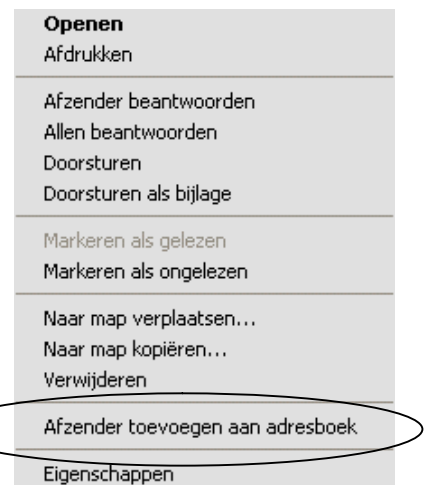 Openen
Afdrukken
Afzender beantwoorden
Allen beantwoorden
Doorsturen
Doorsturen als bijlage
Markeren als gelezen
Markeren als ongelezen
Naar map verplaatsen...
Naar map kopiëren...
Verwijderen
Afzender toevoegen aan adresboek
Eigenschappen